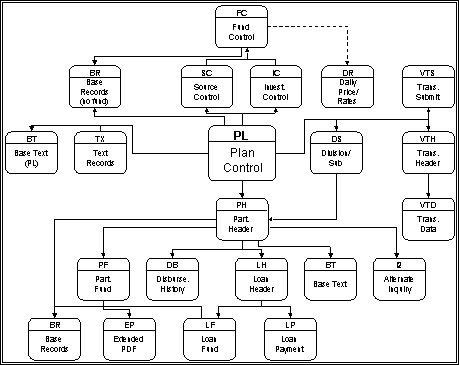 FC
Fund
Control
BR
Base
Records
(no fund)
SC
Source
Control
IC
Invest.
Control
DR
Daily
Price/
Rates
VTS
Trans.
Submit
BT
Base Text
(PL)
TX
Text
Records
PL
Plan
Control
DS
Division/
Sub
VTH
Trans.
Header
PH
Part.
Header
VTD
Trans.
Data
PF
Part.
Fund
DB
Disburse.
History
LH
Loan
Header
BT
Base Text
I2
Alternate
Inquiry
BR
Base
Records
EP
Extended
PDF
LF
Loan
Fund
LP
Loan
Payment